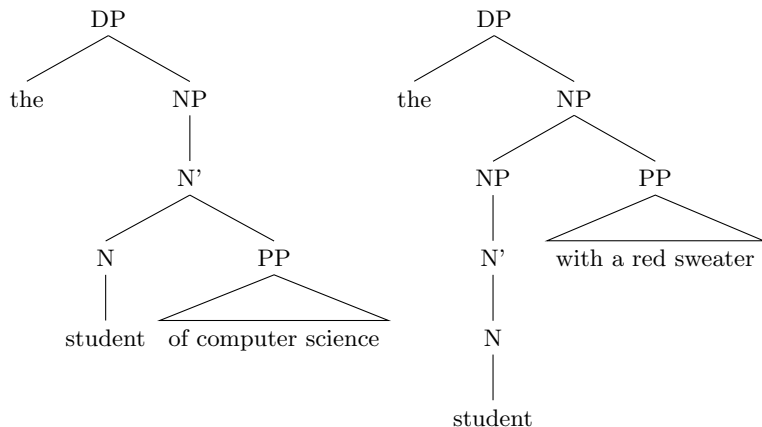 DP
the NP
N'
N PP
student of computer science
DP
the NP
NP PP
N' with a red sweater
N
student